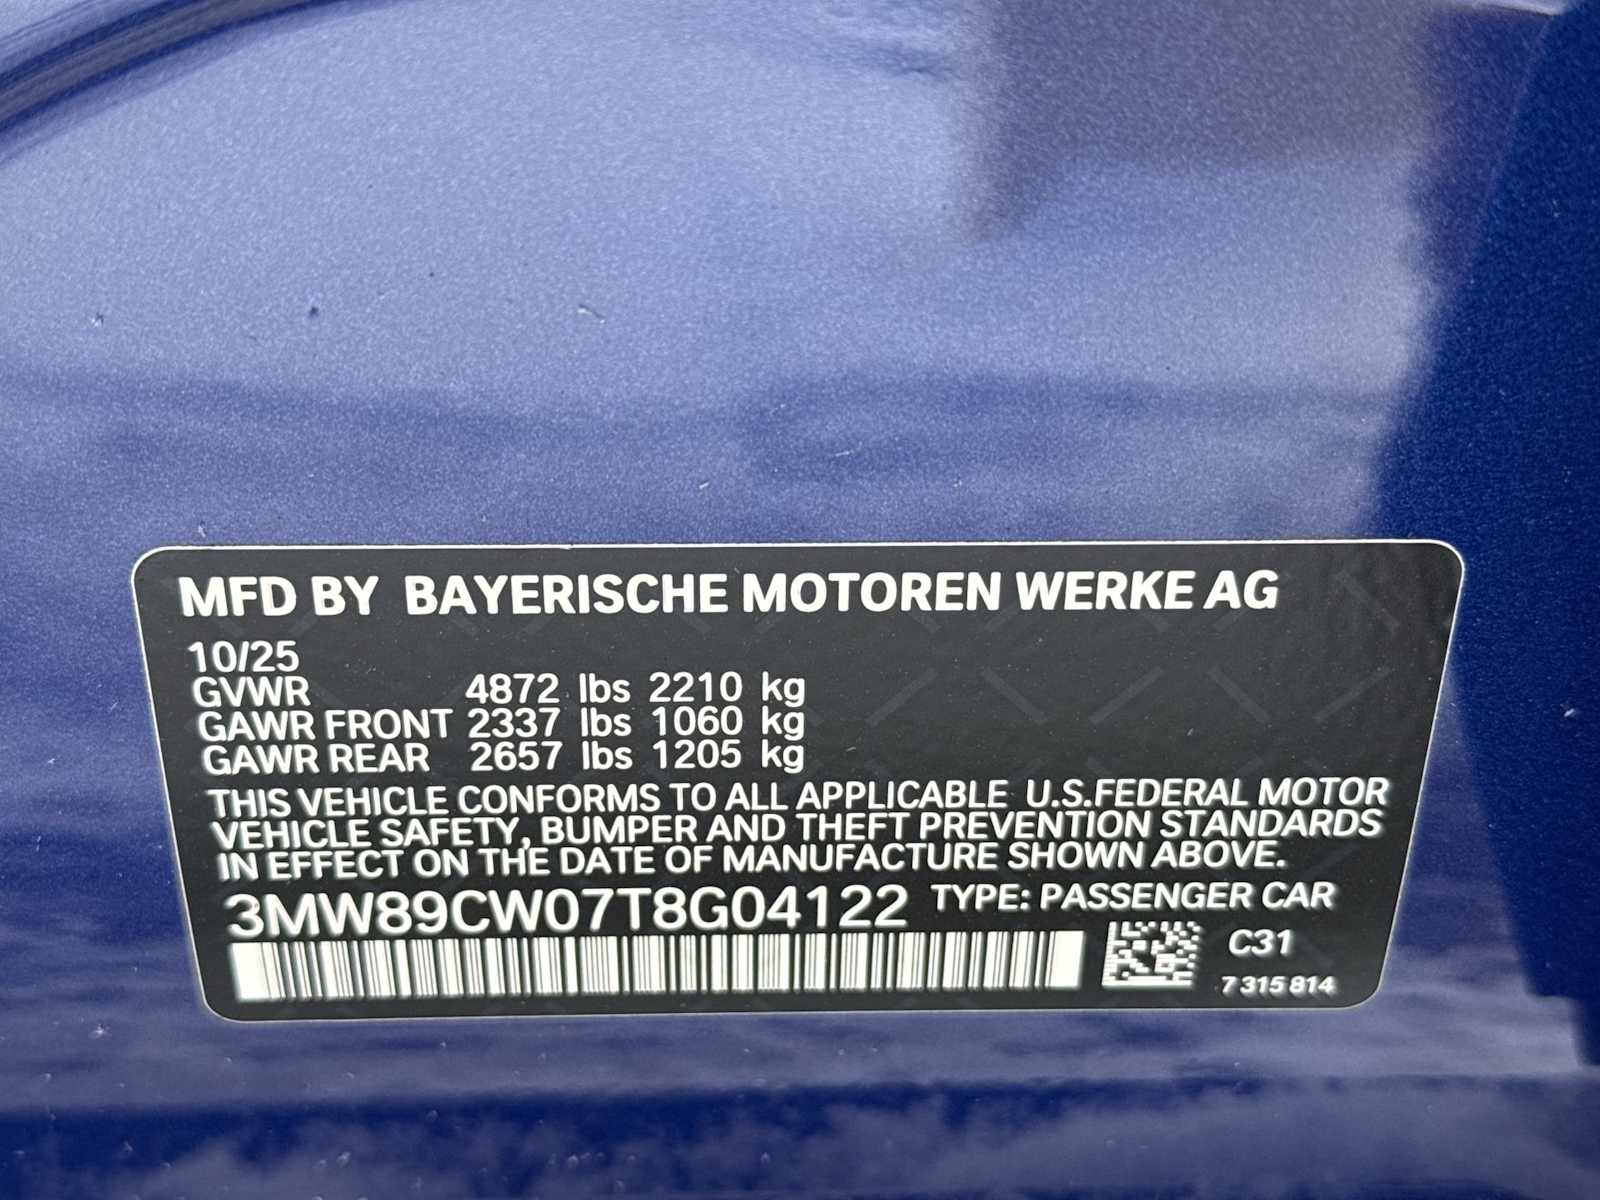 MFD BY BAYERISCHE MOTOREN WERKE AG
10/25
GVWR 4872 lbs 2210 kg
GAWR FRONT 2337 lbs 1060 kg
GAWR REAR 2657 lbs 1205 kg
THIS VEHICLE CONFORMS TO ALL APPLICABLE U.S.FEDERAL MOTOR
VEHICLE SAFETY, BUMPER AND THEFT PREVENTION STANDARDS
IN EFFECT ON THE DATE OF MANUFACTURE SHOWN ABOVE.
3MW89CW07T8G04122 TYPE: PASSENGER CAR
C31
7 315 814